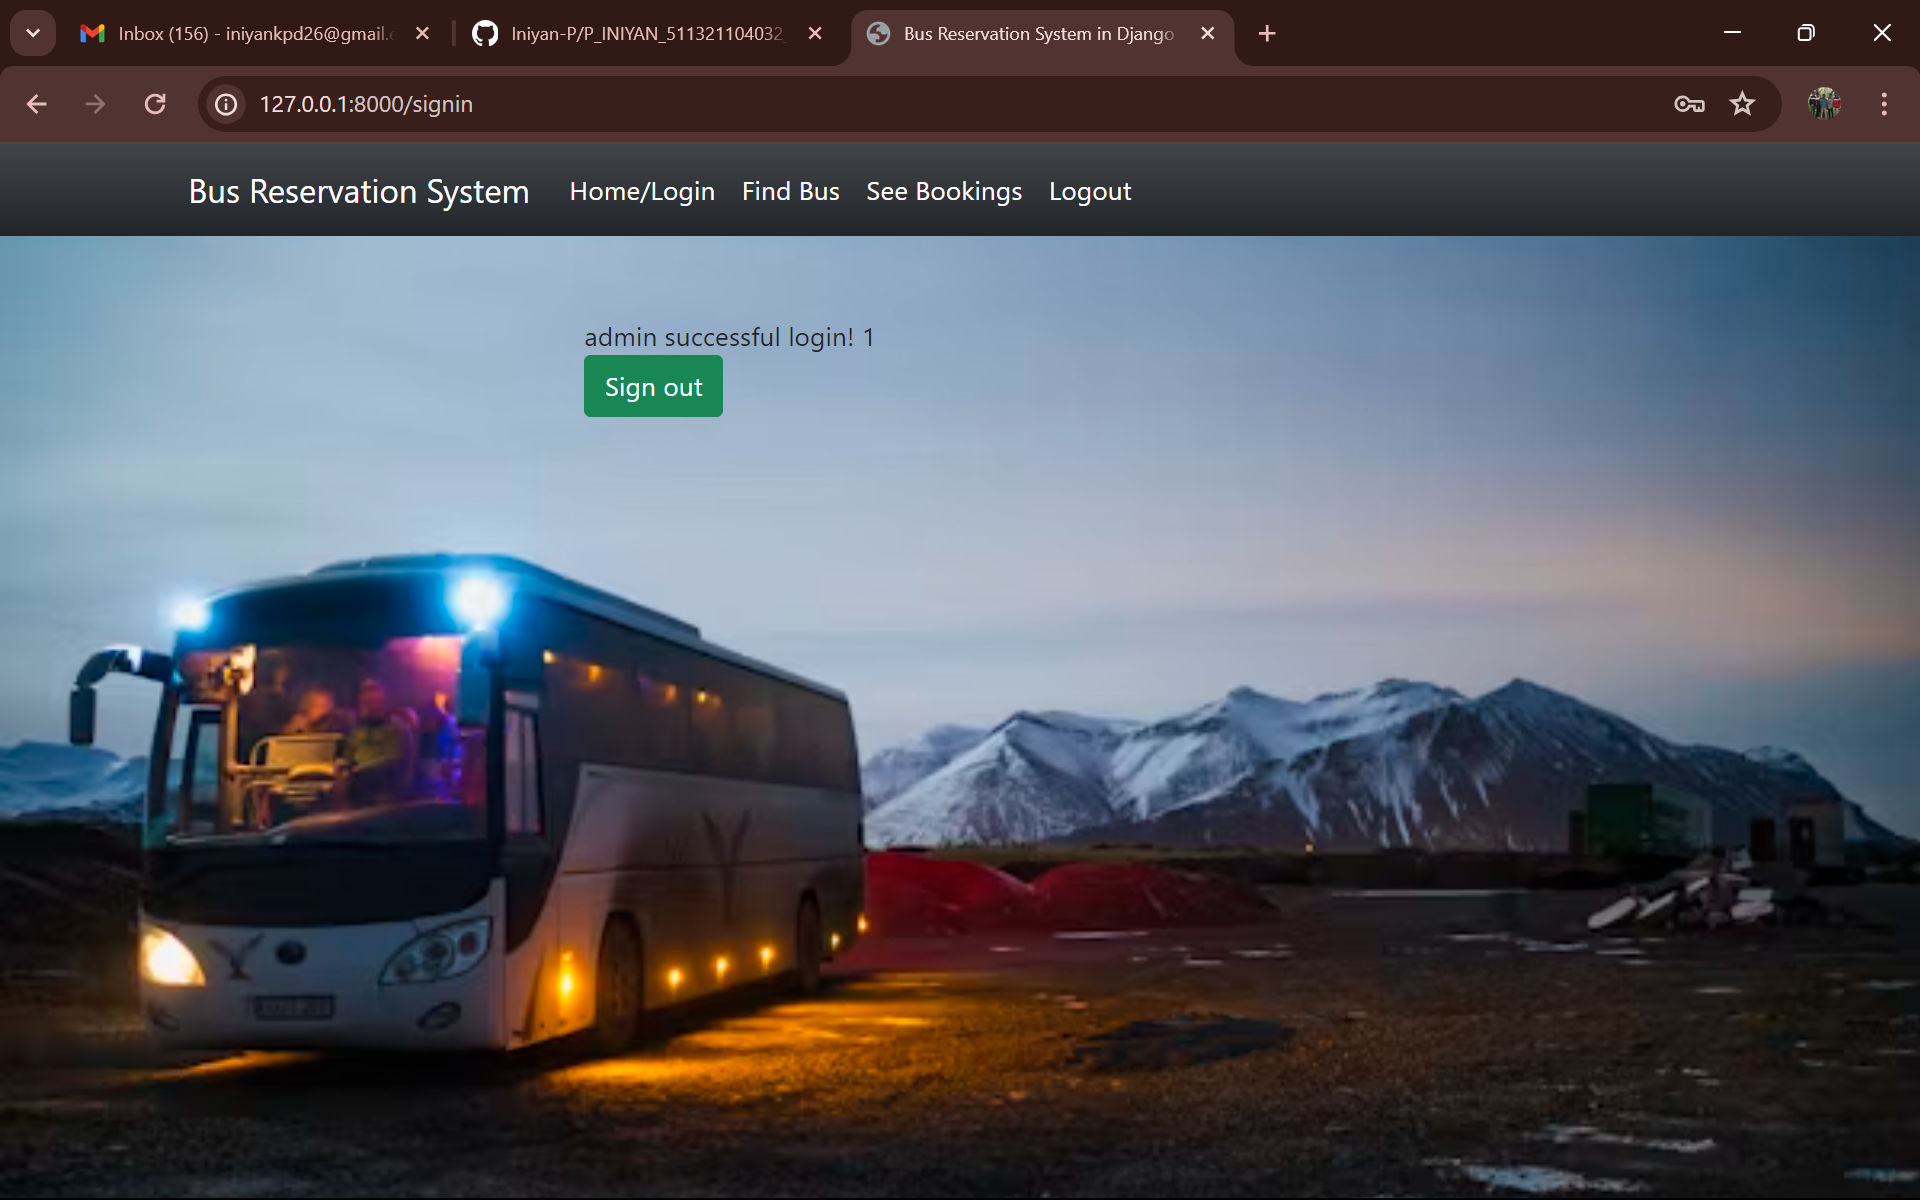 Inbox (156) - iniyankpd26@gmail.c
Iniyan-P/P_INIYAN_511321104032_
Bus Reservation System in Django
127.0.0.1:8000/signin
Bus Reservation System
Home/Login
Find Bus
See Bookings
Logout
admin successful login! 1
Sign out